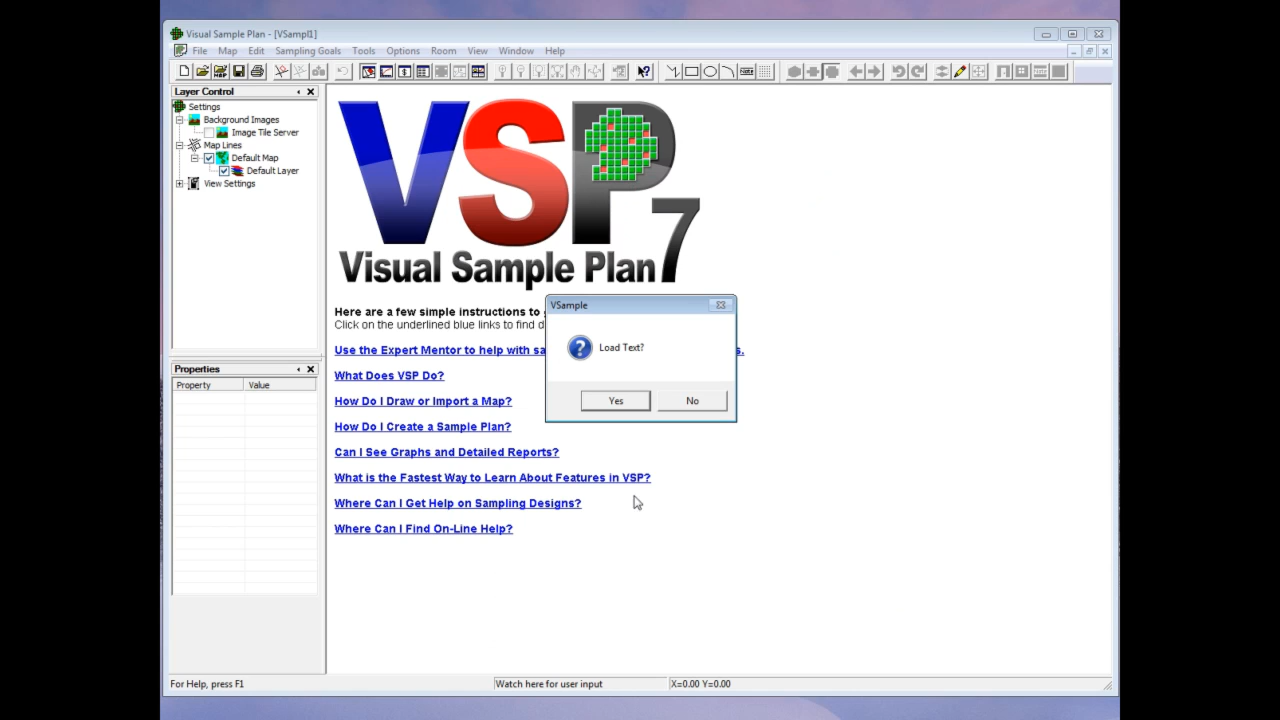 Visual Sample Plan - [VSampl1]
File Map Edit Sampling Goals Tools Options Room View Window Help
Layer Control
Settings
Background Images
Image Tile Server
Map Lines
Default Map
Default Layer
View Settings
Properties
Property Value
VSP 7
Visual Sample Plan
Here are a few simple instructions to
Click on the underlined blue links to find d
Use the Expert Mentor to help with sa s.
What Does VSP Do?
How Do I Draw or Import a Map?
How Do I Create a Sample Plan?
Can I See Graphs and Detailed Reports?
What is the Fastest Way to Learn About Features in VSP?
Where Can I Get Help on Sampling Designs?
Where Can I Find On-Line Help?
VSample
Load Text?
Yes No
For Help, press F1 Watch here for user input X=0.00 Y=0.00